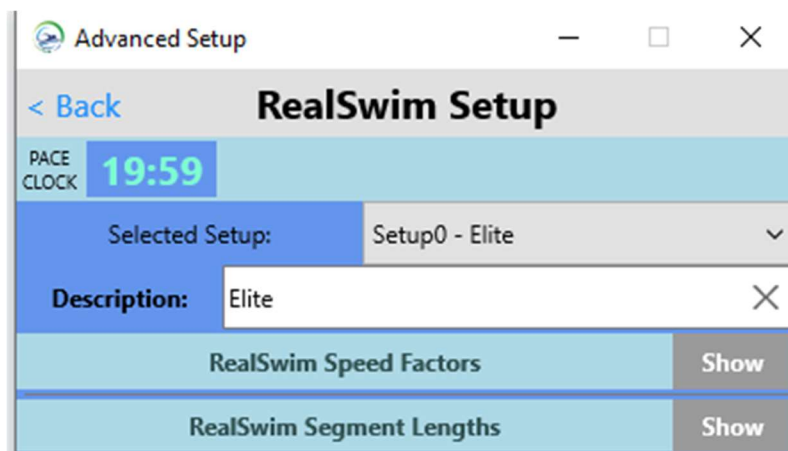 Advanced Setup
< Back RealSwim Setup
PACE
CLOCK 19:59
Selected Setup: Setup0 - Elite
Description: Elite
RealSwim Speed Factors Show
RealSwim Segment Lengths Show